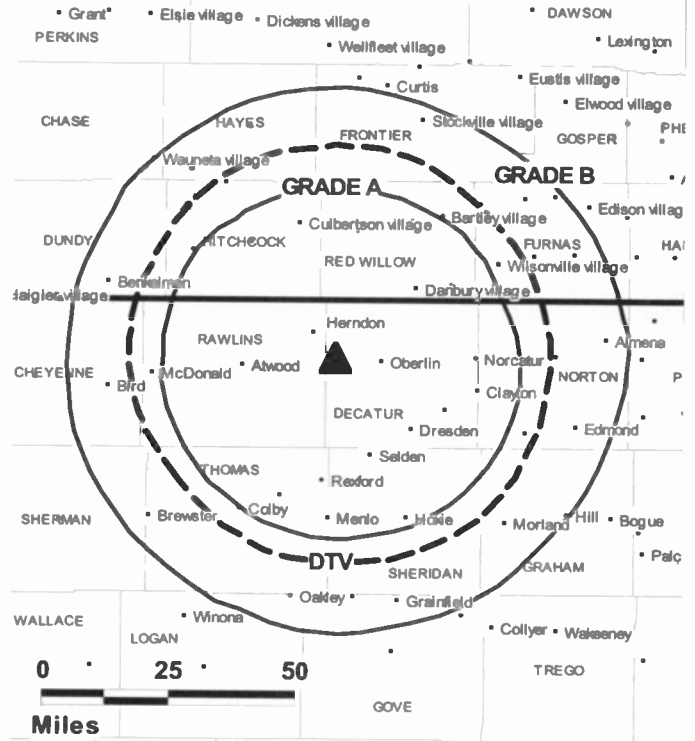 Grant
Elsie village
Dickens village
DAWSON
PERKINS
Wellfleet village
Lexington
Curtis
Eustis village
Elwood village
CHASE
HAYES
Stockville village
FRONTIER
GOSPER
PHE
Wauneta village
GRADE A
GRADE B
Culbertson village
Bartley village
Edison villag
DUNDY
HITCHCOCK
FURNAS
HA
RED WILLOW
Wilsonville village
Benkelman
Danbury village
Haigler village
Herndon
RAWLINS
Almena
CHEYENNE
McDonald
Atwood
Oberlin
Norcatur
NORTON
P
Bird
Clayton
DECATUR
Dresden
Edmond
Selden
THOMAS
Rexford
Colby
SHERMAN
Brewster
Menlo
Hoxie
Morland
Hill
Bogue
DTV
SHERIDAN
GRAHAM
Palc
Oakley
Grainfield
WALLACE
Winona
Collyer
Wakeeney
LOGAN
0 25 50
TREGO
GOVE
Miles